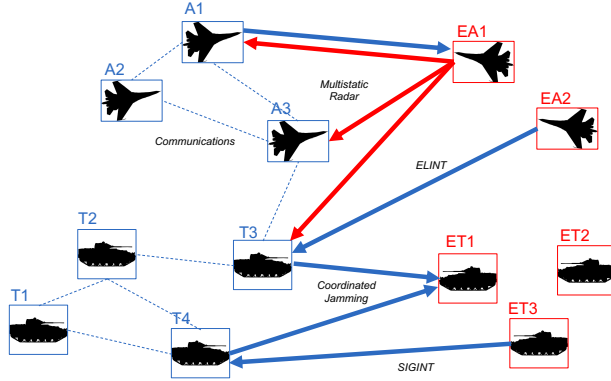 A1
EA1
A2
Multistatic
Radar
EA2
A3
Communications
ELINT
T2
T3
ET1
ET2
Coordinated
Jamming
T1
T4
ET3
SIGINT